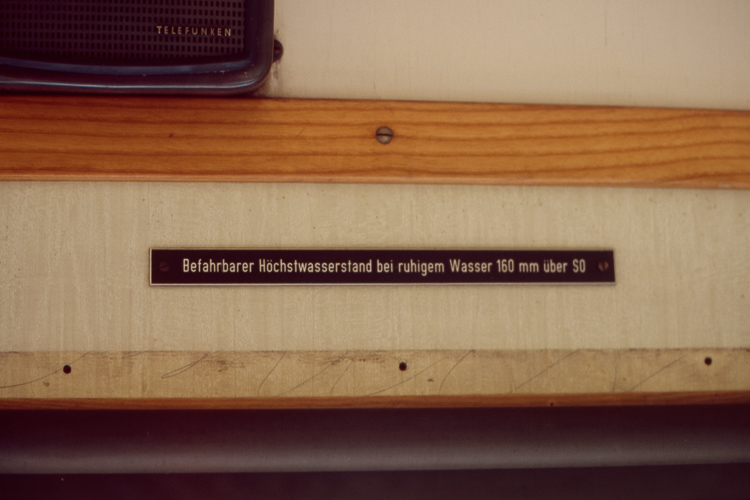 TELEFUNKEN
Befahrbarer Höchstwasserstand bei ruhigem Wasser 160 mm über SO